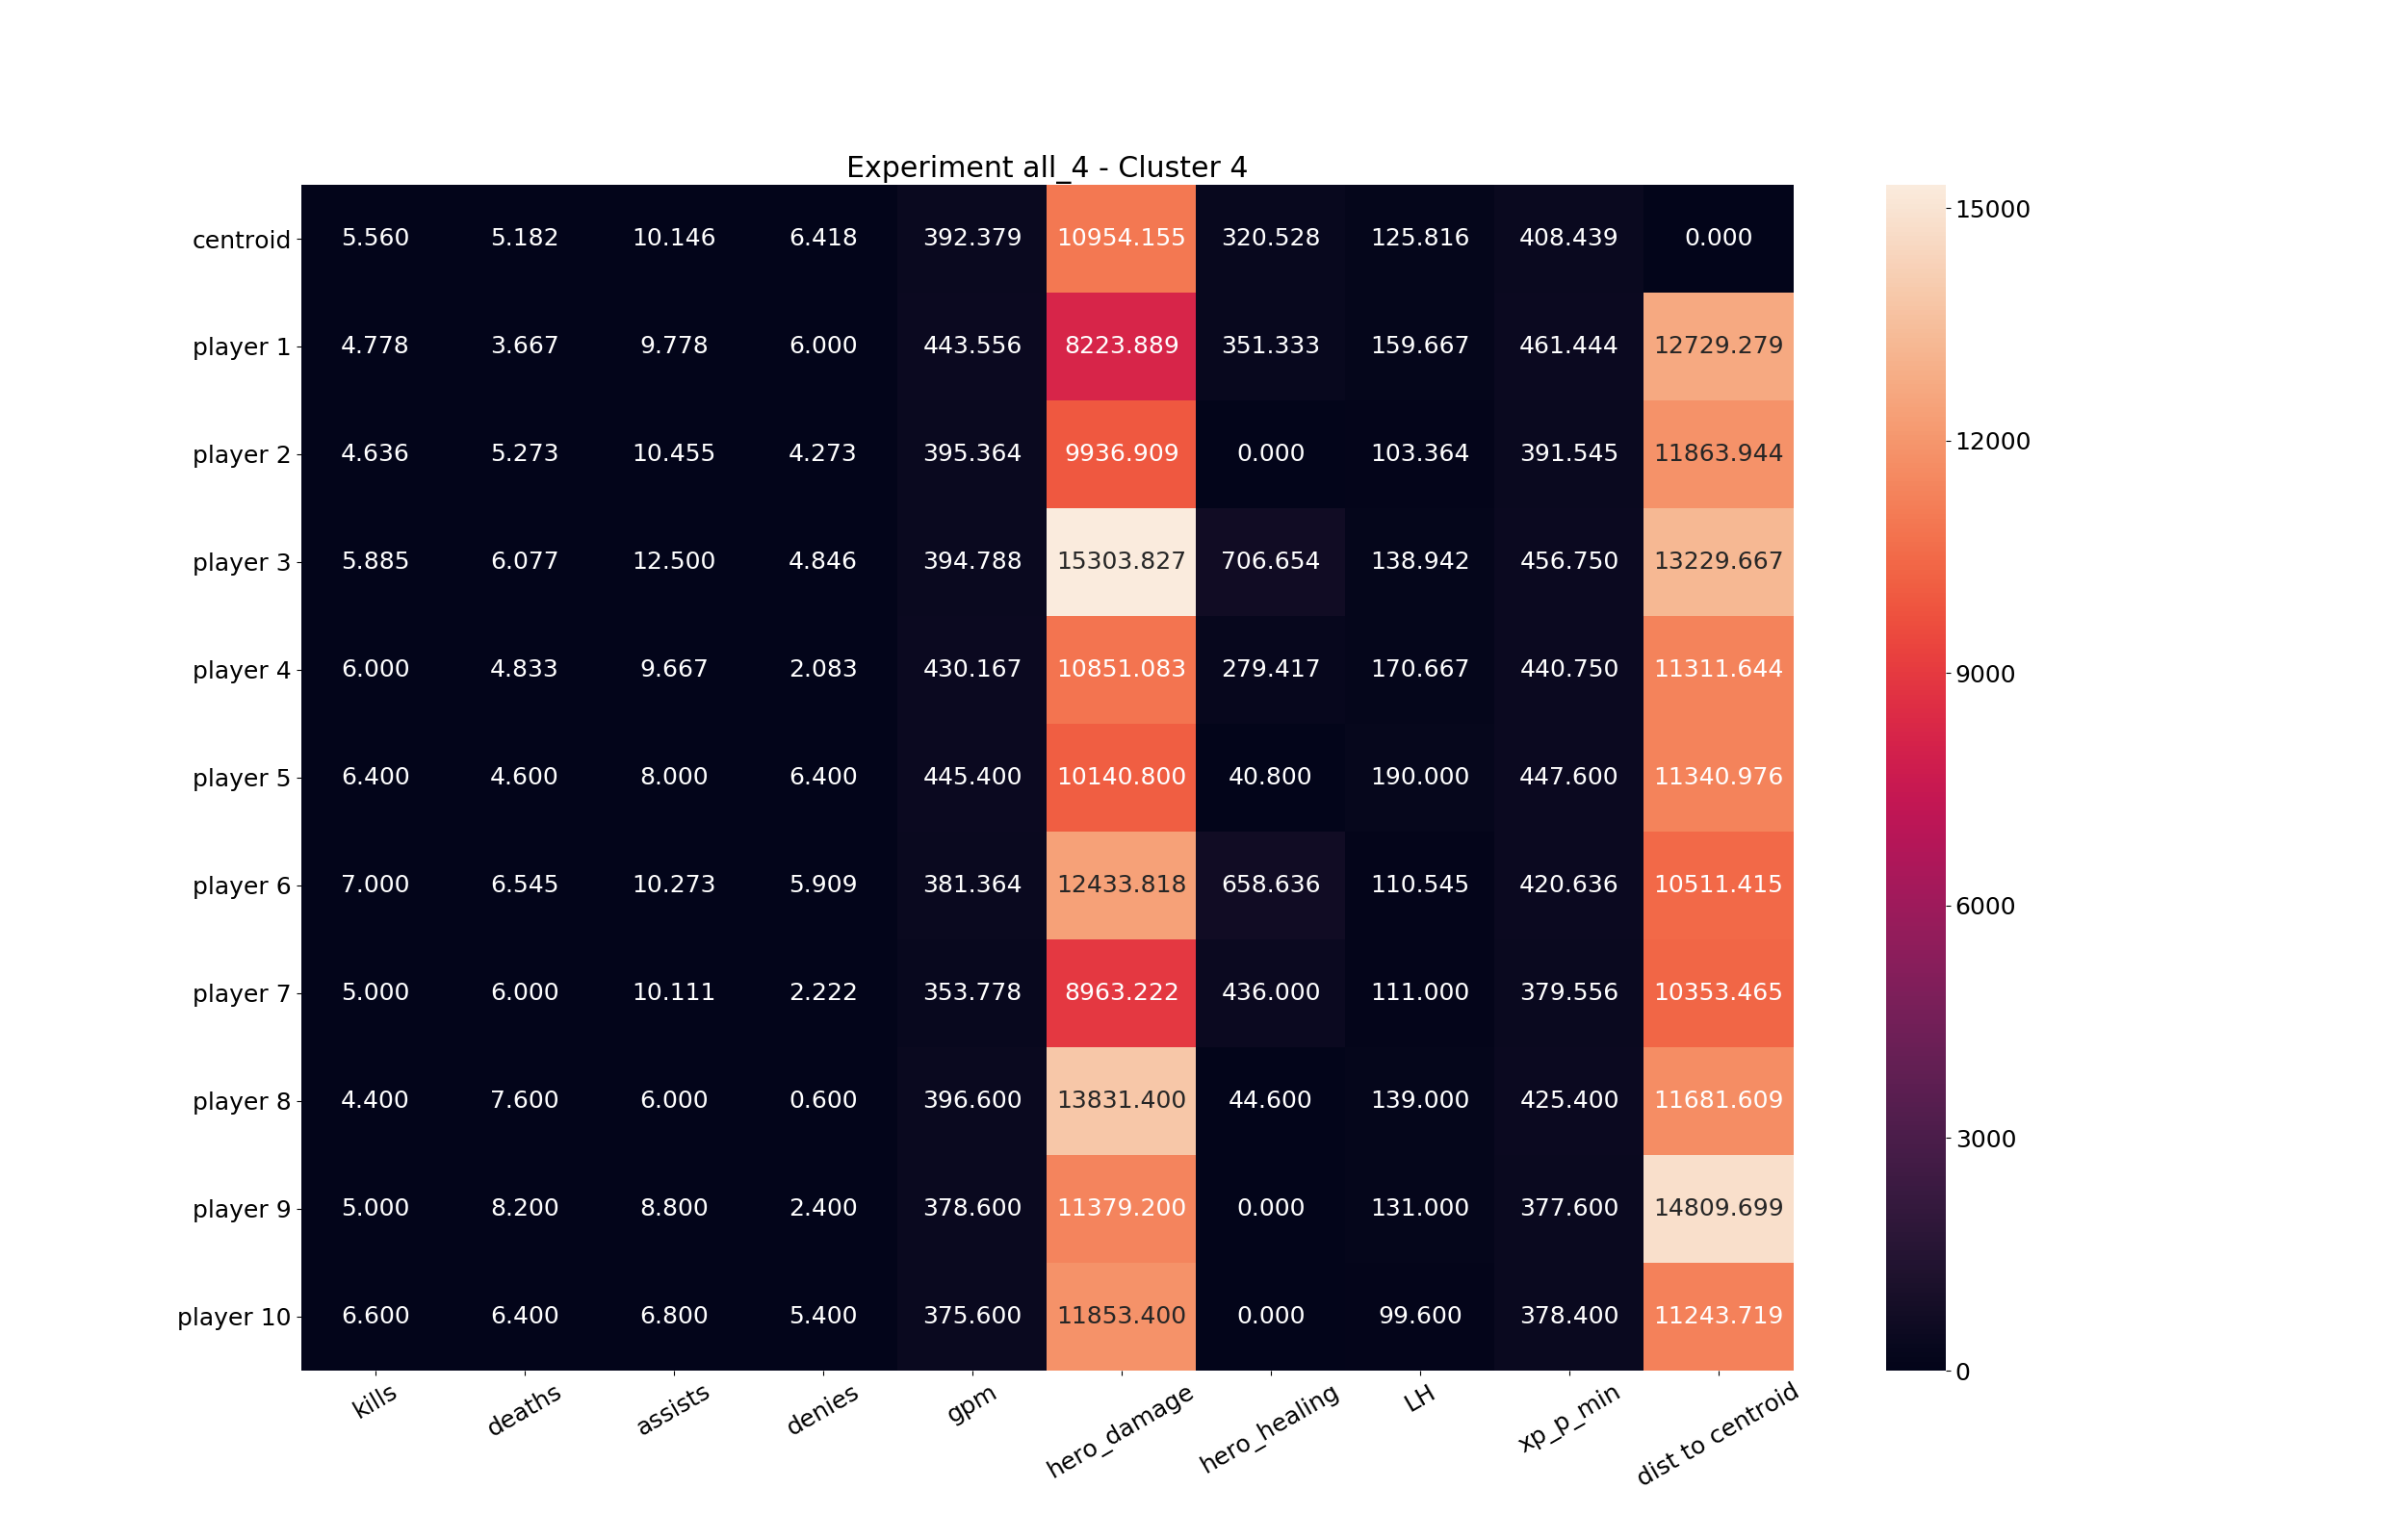 Experiment all_4 - Cluster 4
centroid 5.560 5.182 10.146 6.418 392.379 10954.155 320.528 125.816 408.439 0.000
player 1 4.778 3.667 9.778 6.000 443.556 8223.889 351.333 159.667 461.444 12729.279
player 2 4.636 5.273 10.455 4.273 395.364 9936.909 0.000 103.364 391.545 11863.944
player 3 5.885 6.077 12.500 4.846 394.788 15303.827 706.654 138.942 456.750 13229.667
player 4 6.000 4.833 9.667 2.083 430.167 10851.083 279.417 170.667 440.750 11311.644
player 5 6.400 4.600 8.000 6.400 445.400 10140.800 40.800 190.000 447.600 11340.976
player 6 7.000 6.545 10.273 5.909 381.364 12433.818 658.636 110.545 420.636 10511.415
player 7 5.000 6.000 10.111 2.222 353.778 8963.222 436.000 111.000 379.556 10353.465
player 8 4.400 7.600 6.000 0.600 396.600 13831.400 44.600 139.000 425.400 11681.609
player 9 5.000 8.200 8.800 2.400 378.600 11379.200 0.000 131.000 377.600 14809.699
player 10 6.600 6.400 6.800 5.400 375.600 11853.400 0.000 99.600 378.400 11243.719
kills deaths assists denies gpm hero_damage hero_healing LH xp_p_min dist to centroid
15000
12000
9000
6000
3000
0